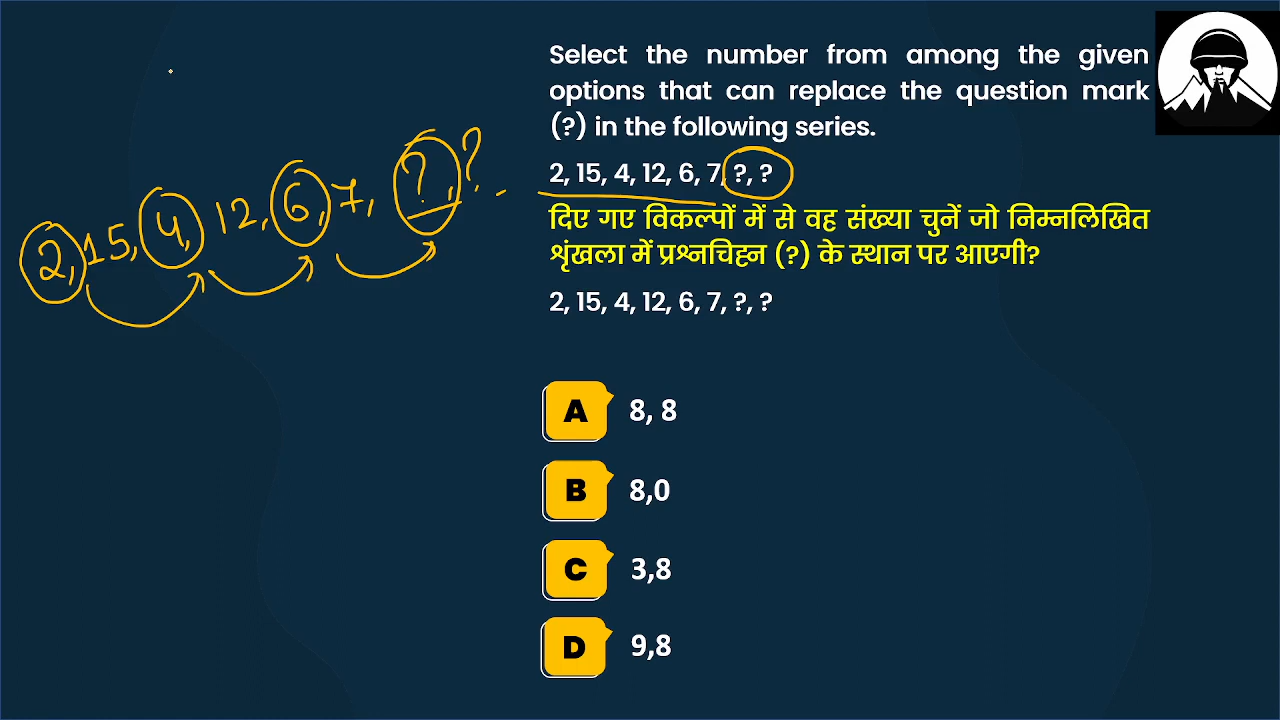 Select the number from among the given
options that can replace the question mark
(?) in the following series.
2, 15, 4, 12, 6, 7, ?, ?
दिए गए विकल्पों में से वह संख्या चुनें जो निम्नलिखित
श्रृंखला में प्रश्नचिह्न (?) के स्थान पर आएगी?
2, 15, 4, 12, 6, 7, ?, ?
2, 15, 4, 12, 6, 7, ?, ?
A 8, 8
B 8,0
C 3,8
D 9,8